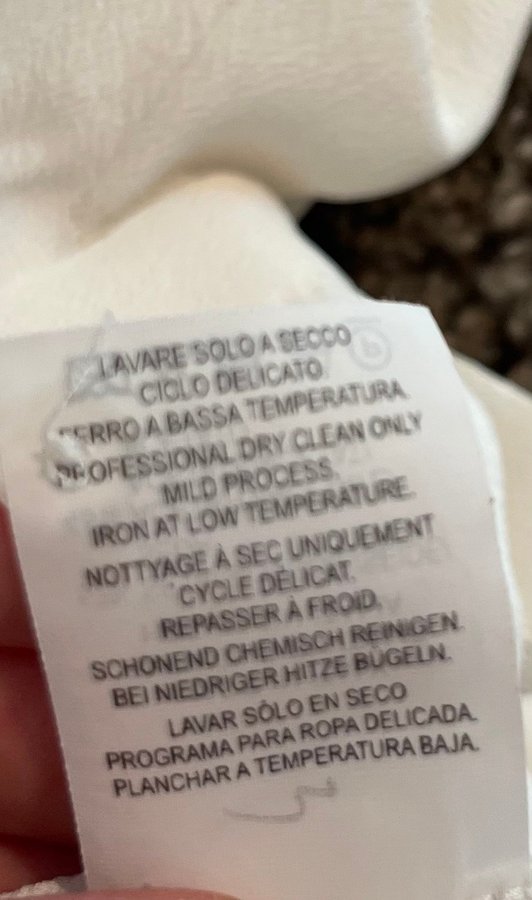 LAVARE SOLO A SECCO
CICLO DELICATO.
FERRO A BASSA TEMPERATURA.
PROFESSIONAL DRY CLEAN ONLY
MILD PROCESS.
IRON AT LOW TEMPERATURE.
NOTTYAGE À SEC UNIQUEMENT
CYCLE DÉLICAT.
REPASSER À FROID.
SCHONEND CHEMISCH REINIGEN.
BEI NIEDRIGER HITZE BÜGELN.
LAVAR SÓLO EN SECO
PROGRAMA PARA ROPA DELICADA.
PLANCHAR A TEMPERATURA BAJA.